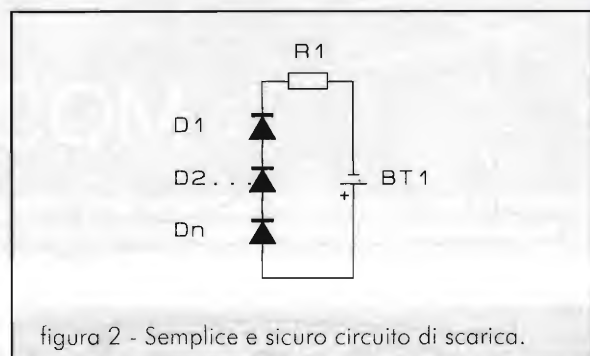 R1
D1
D2...
BT1
+
Dn
figura 2 - Semplice e sicuro circuito di scarica.